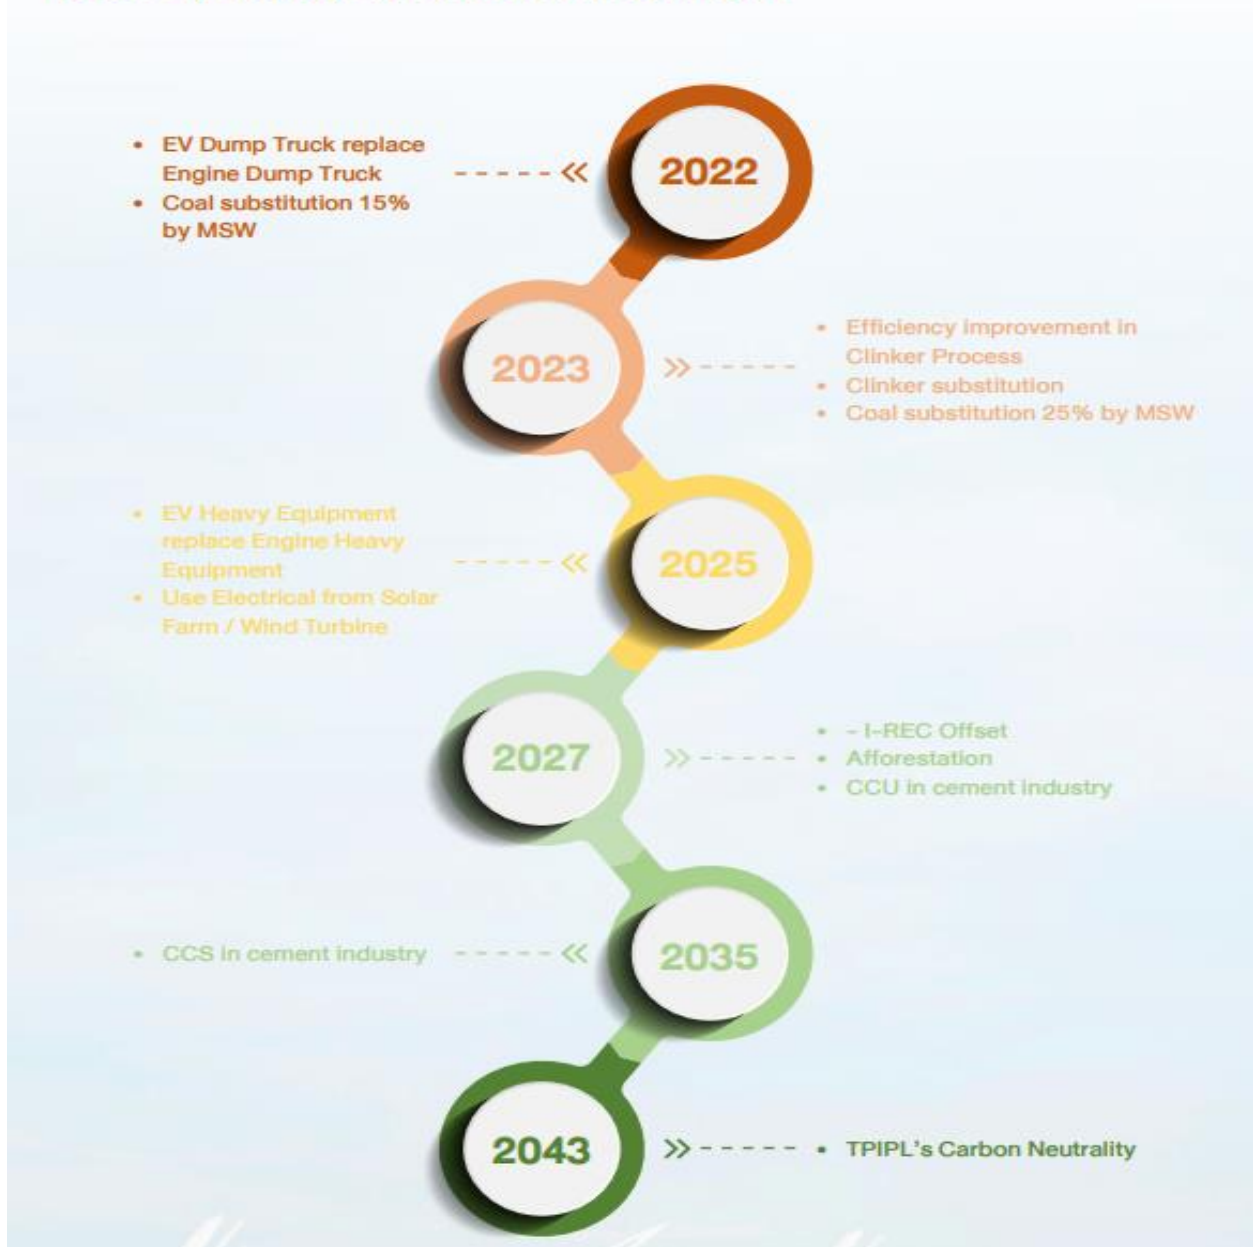 2022
• EV Dump Truck replace
Engine Dump Truck
• Coal substitution 15%
by MSW
2023
• Efficiency improvement in
Clinker Process
• Clinker substitution
• Coal substitution 25% by MSW
2025
• EV Heavy Equipment
replace Engine Heavy
Equipment
• Use Electrical from Solar
Farm / Wind Turbine
2027
• - I-REC Offset
• Afforestation
• CCU in cement industry
2035
• CCS in cement industry
2043
• TPIPL's Carbon Neutrality